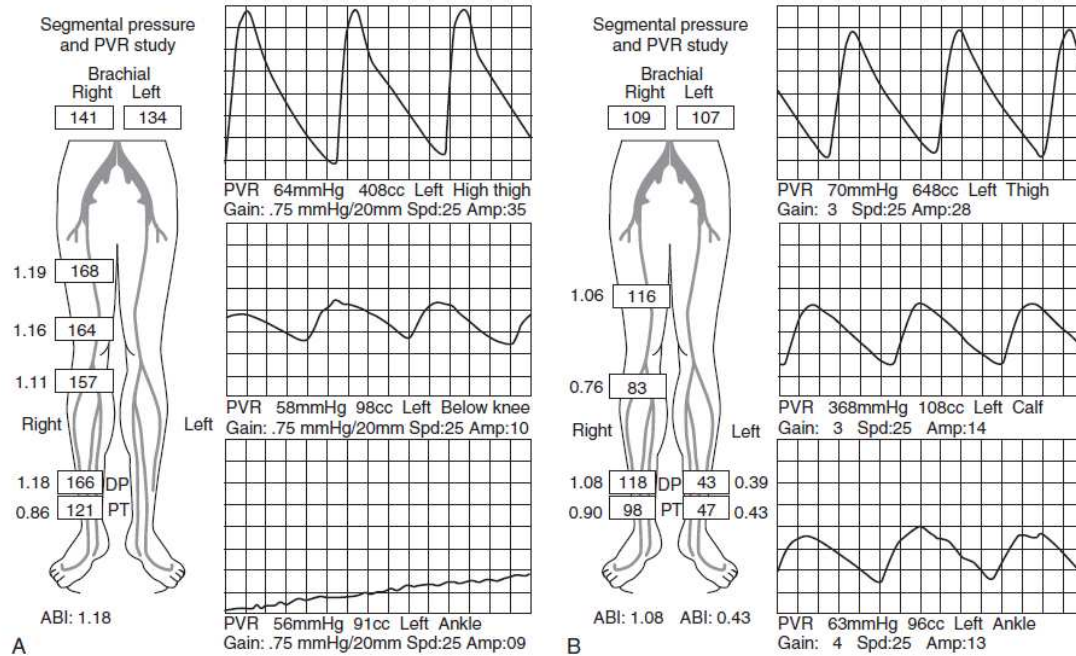 Segmental pressure
and PVR study
Brachial
Right Left
141 134
1.19 168
1.16 164
1.11 157
Right Left
1.18 166 DP
0.86 121 PT
ABI: 1.18
A
PVR 64mmHg 408cc Left High thigh
Gain: .75 mmHg/20mm Spd:25 Amp:35
PVR 58mmHg 98cc Left Below knee
Gain: .75 mmHg/20mm Spd:25 Amp:10
PVR 56mmHg 91cc Left Ankle
Gain: .75 mmHg/20mm Spd:25 Amp:09
Segmental pressure
and PVR study
Brachial
Right Left
109 107
1.06 116
0.76 83
Right Left
1.08 118 DP 43 0.39
0.90 98 PT 47 0.43
ABI: 1.08 ABI: 0.43
B
PVR 70mmHg 648cc Left Thigh
Gain: 3 Spd:25 Amp:28
PVR 368mmHg 108cc Left Calf
Gain: 3 Spd:25 Amp:14
PVR 63mmHg 96cc Left Ankle
Gain: 4 Spd:25 Amp:13